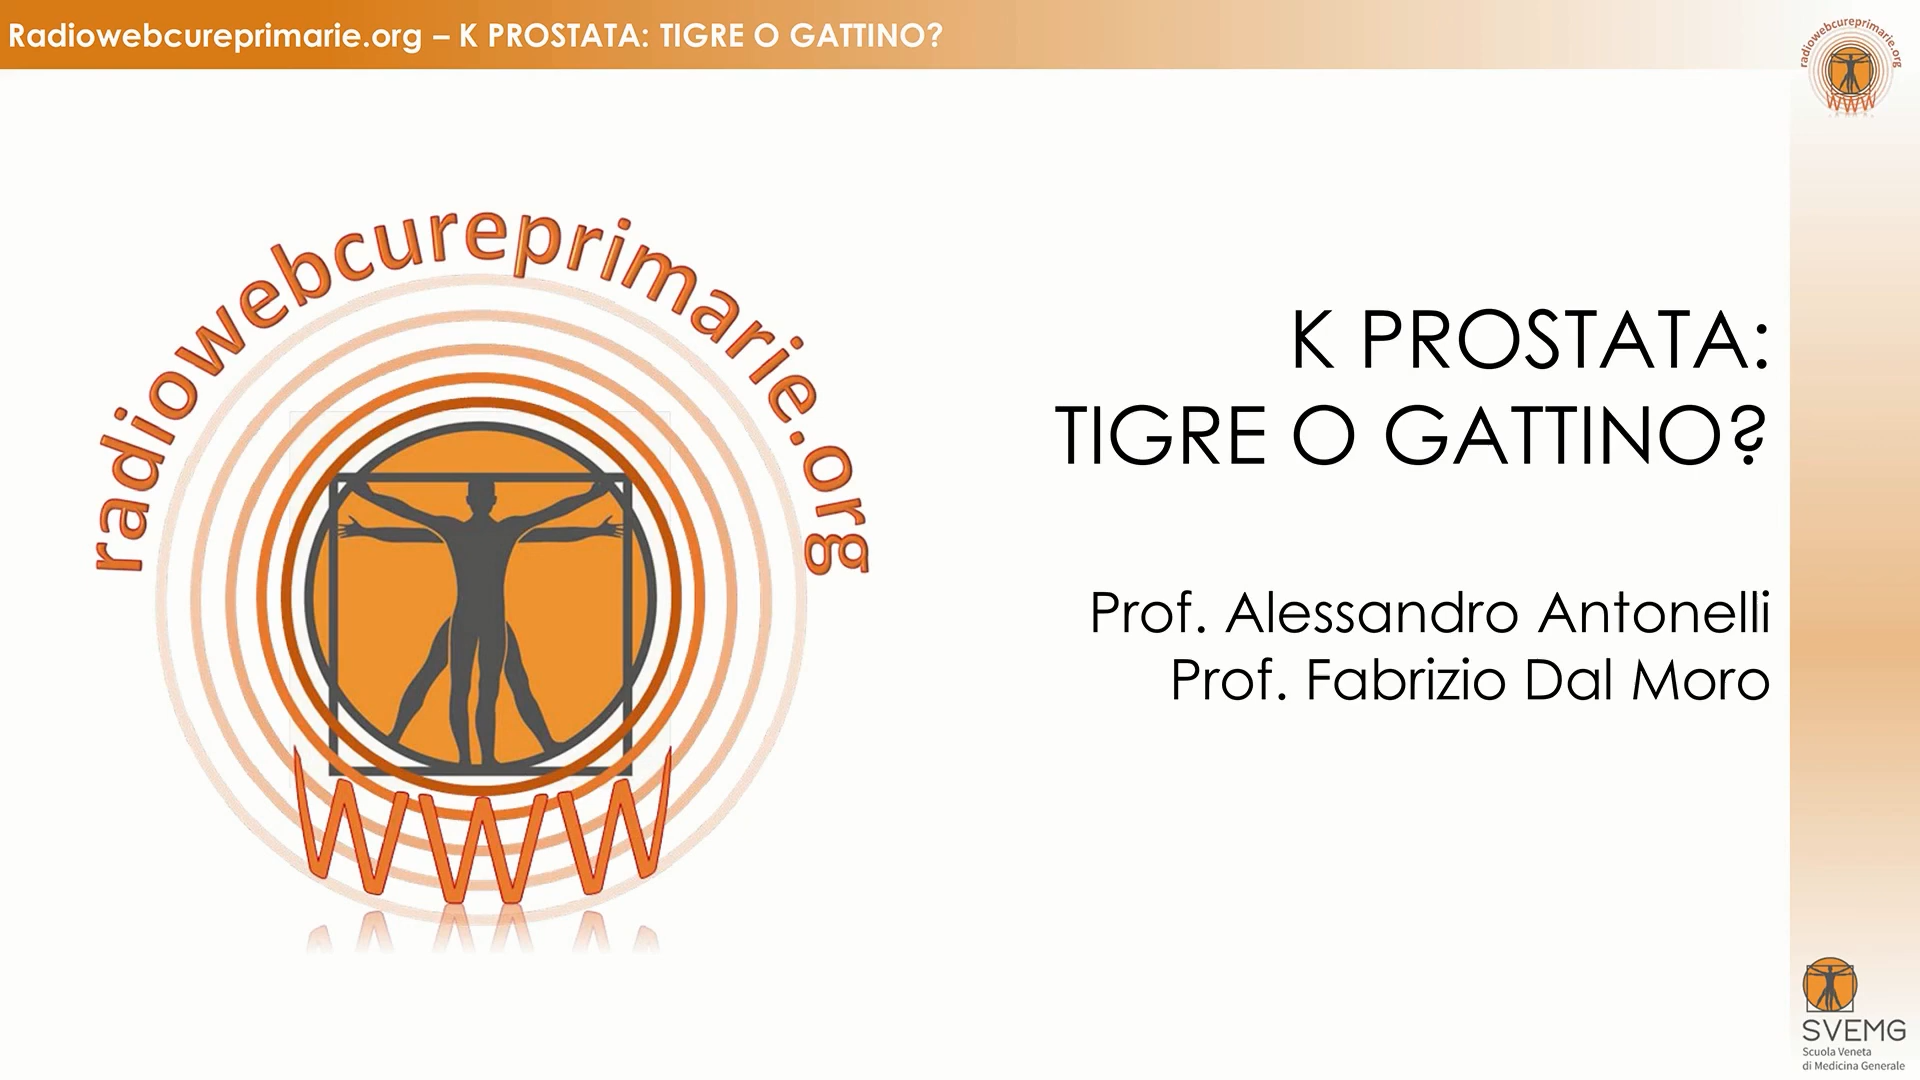 Radiowebcureprimarie.org – K PROSTATA: TIGRE O GATTINO?
radiowebcureprimarie.org
WWW
radiowebcureprimarie.org
WWW
K PROSTATA:
TIGRE O GATTINO?
Prof. Alessandro Antonelli
Prof. Fabrizio Dal Moro
SVEMG
Scuola Veneta
di Medicina Generale